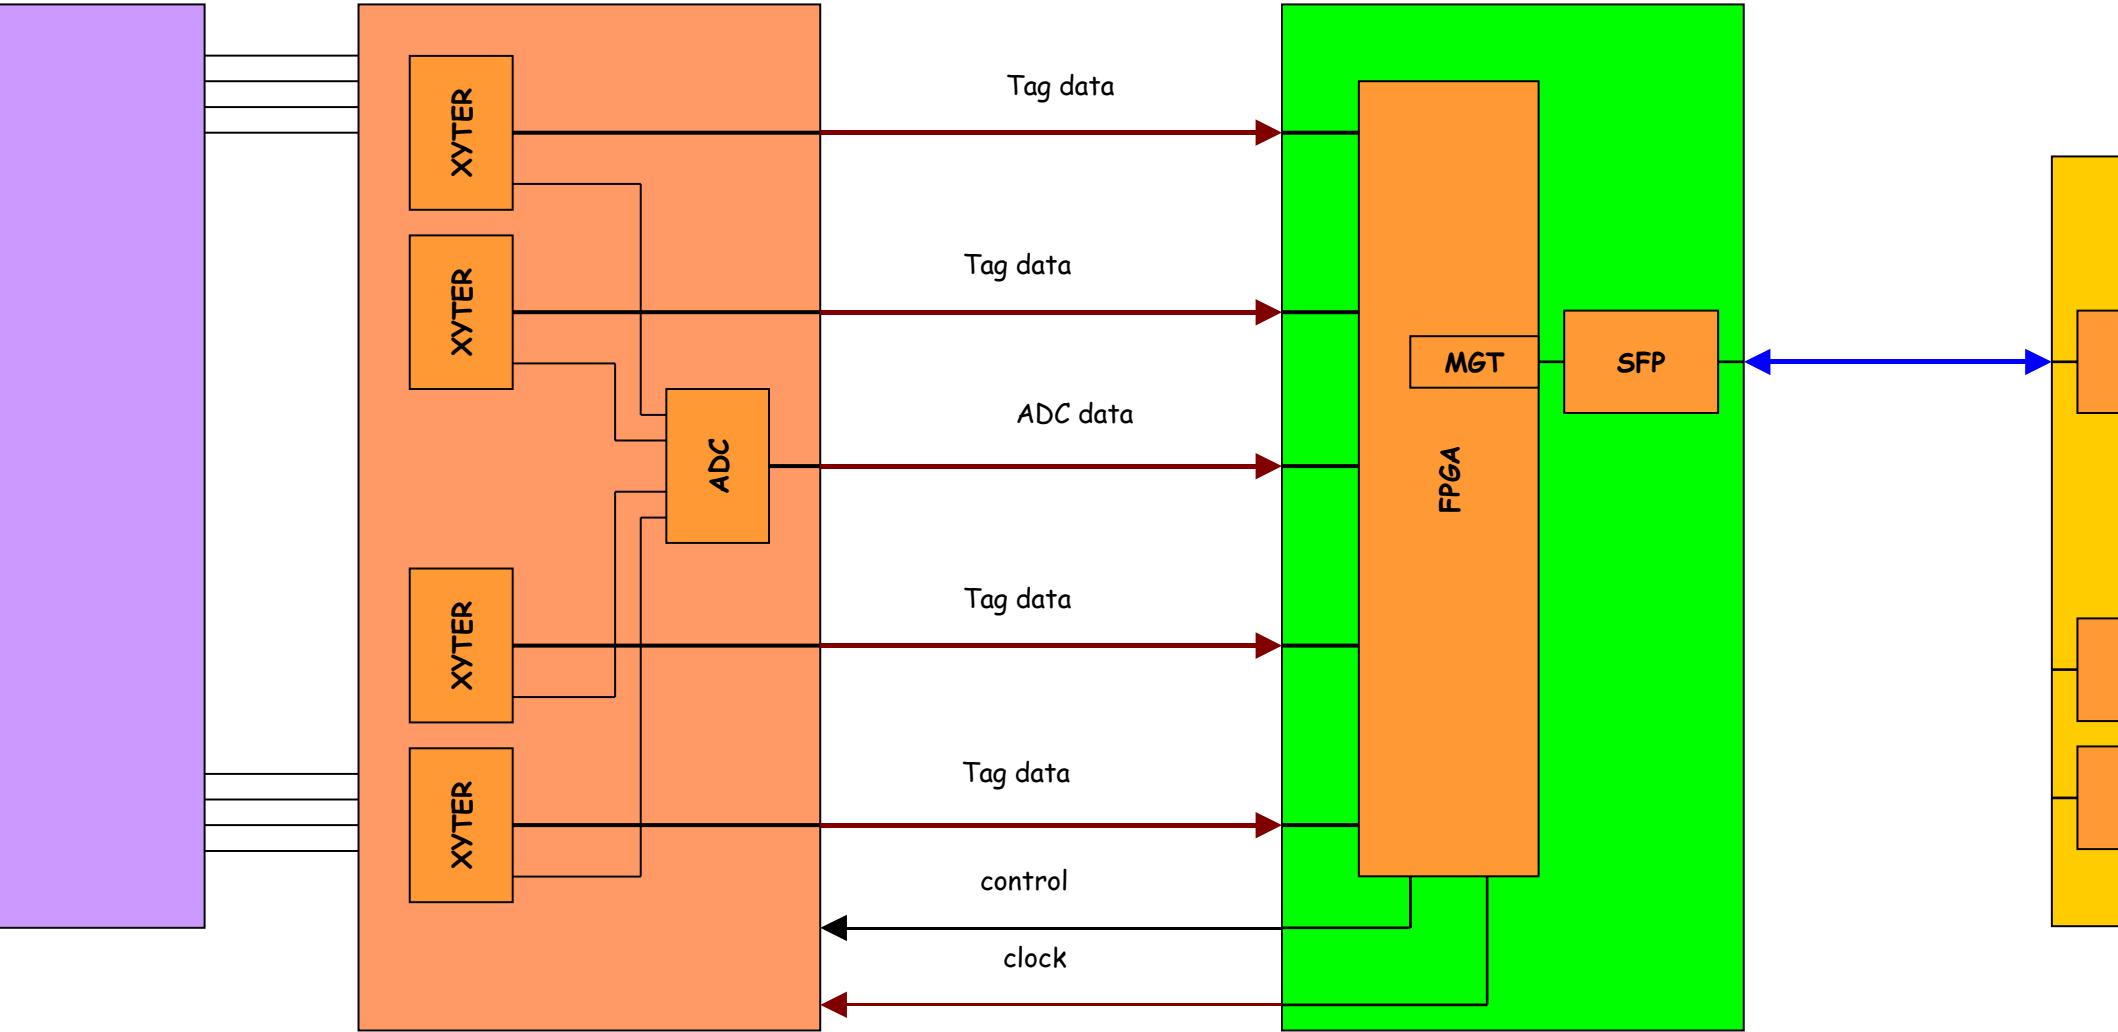 XYTER
Tag data
XYTER
Tag data
MGT
SFP
ADC data
ADC
FPGA
XYTER
Tag data
XYTER
Tag data
control
clock